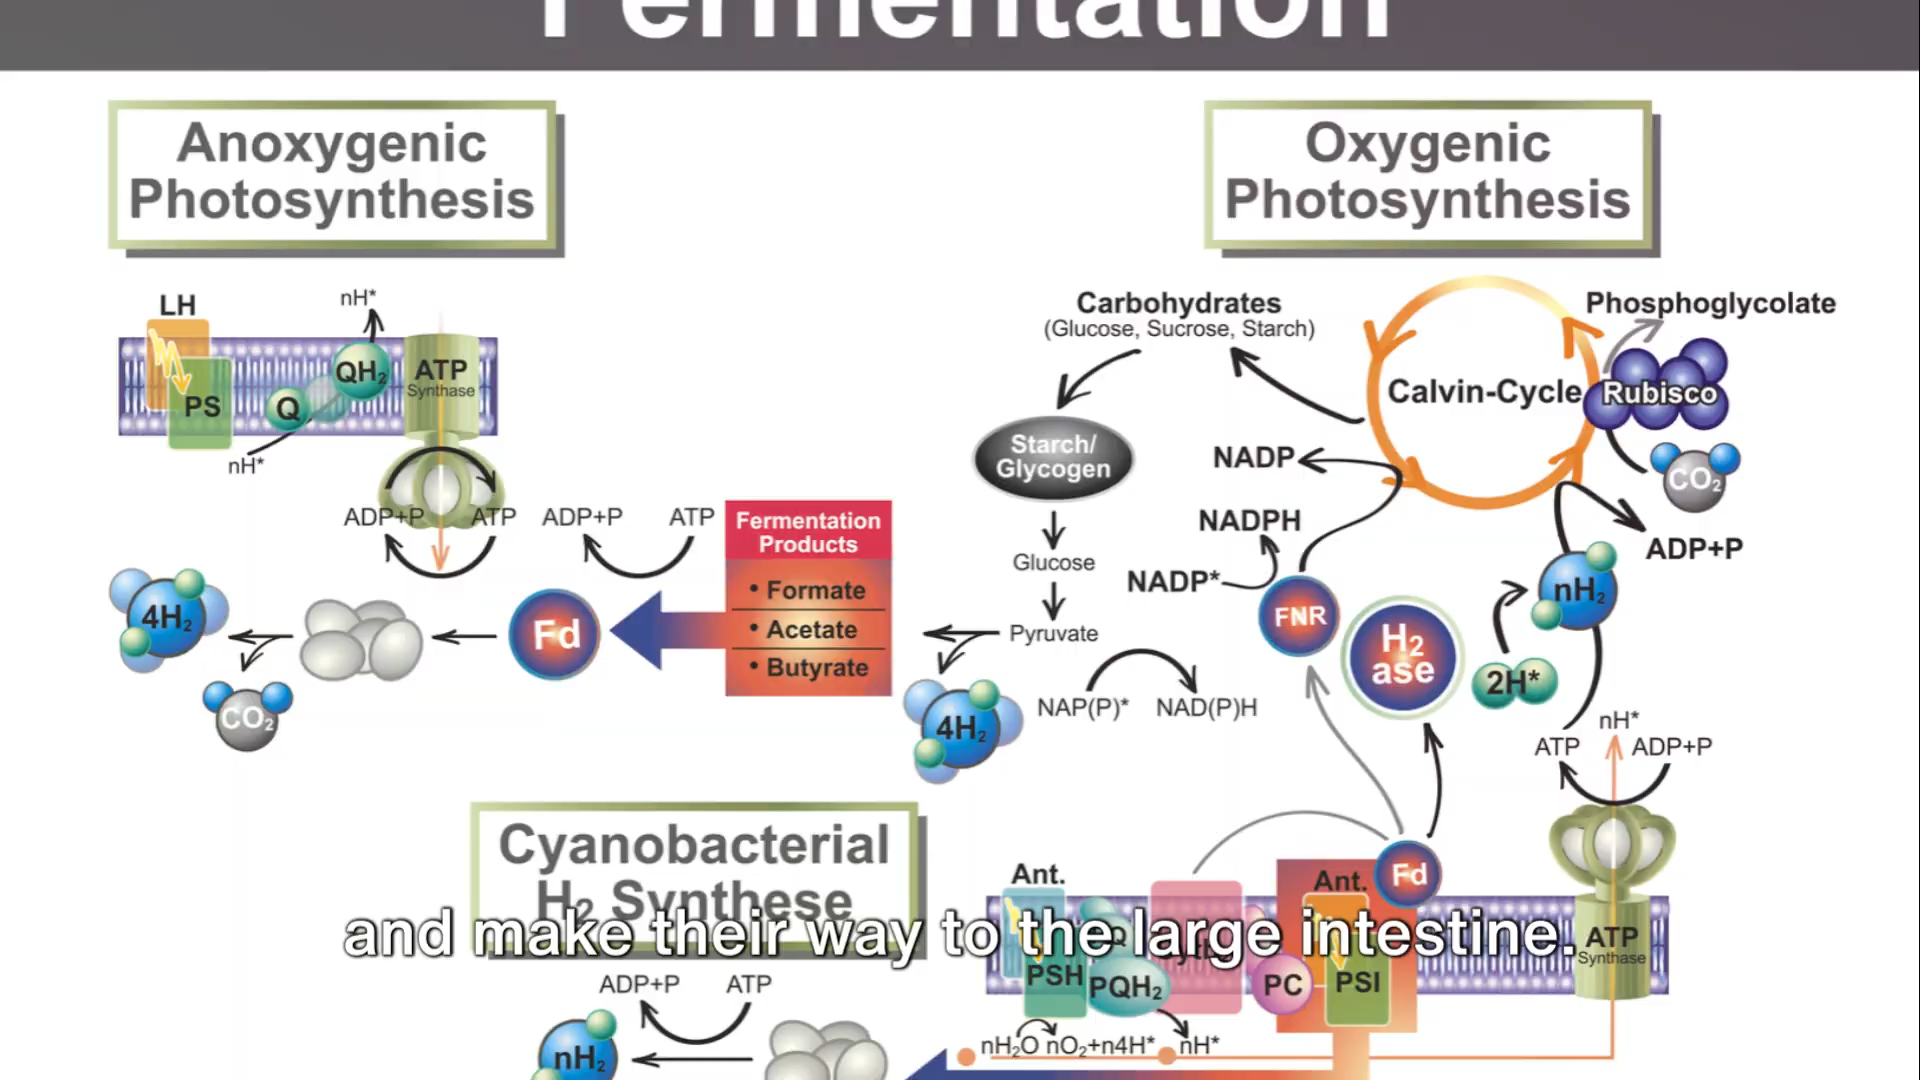 Fermentation
Anoxygenic
Photosynthesis
Oxygenic
Photosynthesis
LH
nH*
PS
Q
QH2
ATP
Synthase
nH*
ADP+P
ATP
ADP+P
ATP
Fermentation
Products
• Formate
• Acetate
• Butyrate
Fd
4H2
CO2
Carbohydrates
(Glucose, Sucrose, Starch)
Starch/
Glycogen
Glucose
Pyruvate
NAP(P)*
NAD(P)H
4H2
Calvin-Cycle
Phosphoglycolate
Rubisco
CO2
NADP
NADPH
NADP*
FNR
ADP+P
nH2
H2
ase
2H*
nH*
ATP
ADP+P
Cyanobacterial
H2 Synthese
and make their way to the large intestine.
Ant.
PSH
Q
PQH2
PC
Ant.
Fd
PSI
ATP
Synthase
nH2O
nO2+n4H*
nH*
ADP+P
ATP
nH2